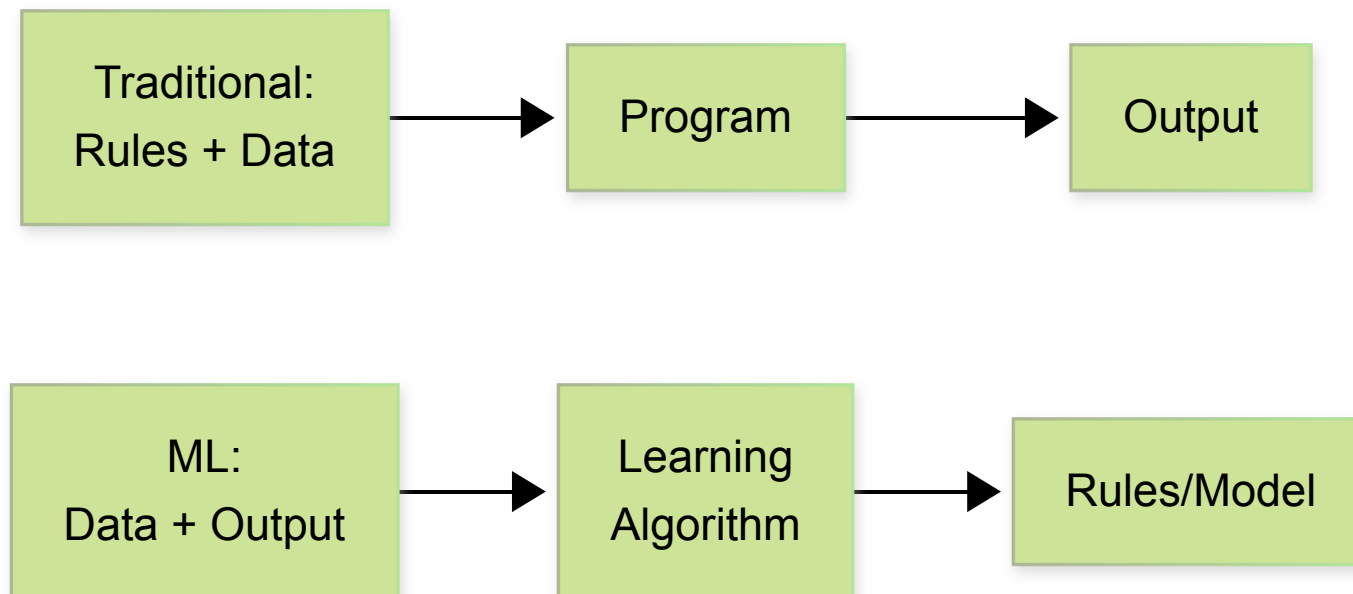 Traditional:
Rules + Data
Program
Output
ML:
Data + Output
Learning
Algorithm
Rules/Model